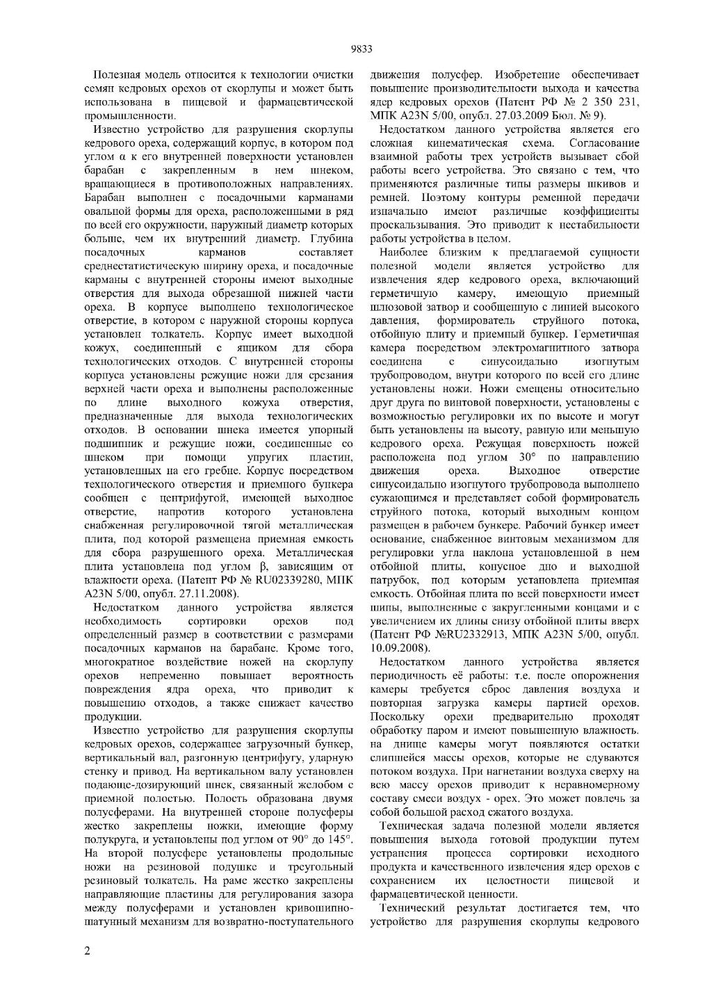 9833
Полезная модель относится к технологии очистки
семян кедровых орехов от скорлупы и может быть
использована в пищевой и фармацевтической
промышленности.
Известно устройство для разрушения скорлупы
кедрового ореха, содержащий корпус, в котором под
углом α к его внутренней поверхности установлен
барабан с закрепленным в нем шнеком,
вращающиеся в противоположных направлениях.
Барабан выполнен с посадочными карманами
овальной формы для ореха, расположенными в ряд
по всей его окружности, наружный диаметр которых
больше, чем их внутренний диаметр. Глубина
посадочных карманов составляет
среднестатистическую ширину ореха, и посадочные
карманы с внутренней стороны имеют выходные
отверстия для выхода обрезанной нижней части
ореха. В корпусе выполнено технологическое
отверстие, в котором с наружной стороны корпуса
установлен толкатель. Корпус имеет выходной
кожух, соединенный с ящиком для сбора
технологических отходов. С внутренней стороны
корпуса установлены режущие ножи для срезания
верхней части ореха и выполнены расположенные
по длине выходного кожуха отверстия,
предназначенные для выхода технологических
отходов. В основании шнека имеется упорный
подшипник и режущие ножи, соединенные со
шнеком при помощи упругих пластин,
установленных на его гребне. Корпус посредством
технологического отверстия и приемного бункера
сообщен с центрифугой, имеющей выходное
отверстие, напротив которого установлена
снабженная регулировочной тягой металлическая
плита, под которой размещена приемная емкость
для сбора разрушенного ореха. Металлическая
плита установлена под углом β, зависящим от
влажности ореха. (Патент РФ № RU02339280, МПК
A23N 5/00, опубл. 27.11.2008).
Недостатком данного устройства является
необходимость сортировки орехов под
определенный размер в соответствии с размерами
посадочных карманов на барабане. Кроме того,
многократное воздействие ножей на скорлупу
орехов непременно повышает вероятность
повреждения ядра ореха, что приводит к
повышению отходов, а также снижает качество
продукции.
Известно устройство для разрушения скорлупы
кедровых орехов, содержащее загрузочный бункер,
вертикальный вал, разгонную центрифугу, ударную
стенку и привод. На вертикальном валу установлен
подающе-дозирующий шнек, связанный желобом с
приемной полостью. Полость образована двумя
полусферами. На внутренней стороне полусферы
жестко закреплены ножки, имеющие форму
полукруга, и установлены под углом от 90° до 145°.
На второй полусфере установлены продольные
ножи на резиновой подушке и треугольный
резиновый толкатель. На раме жестко закреплены
направляющие пластины для регулирования зазора
между полусферами и установлен кривошипно-
шатунный механизм для возвратно-поступательного
движения полусфер. Изобретение обеспечивает
повышение производительности выхода и качества
ядер кедровых орехов (Патент РФ № 2 350 231,
МПК A23N 5/00, опубл. 27.03.2009 Бюл. № 9).
Недостатком данного устройства является его
сложная кинематическая схема. Согласование
взаимной работы трех устройств вызывает сбой
работы всего устройства. Это связано с тем, что
применяются различные типы размеры шкивов и
ремней. Поэтому контуры ременной передачи
изначально имеют различные коэффициенты
проскальзывания. Это приводит к нестабильности
работы устройства в целом.
Наиболее близким к предлагаемой сущности
полезной модели является устройство для
извлечения ядер кедрового ореха, включающий
герметичную камеру, имеющую приемный
шлюзовой затвор и сообщенную с линией высокого
давления, формирователь струйного потока,
отбойную плиту и приемный бункер. Герметичная
камера посредством электромагнитного затвора
соединена с синусоидально изогнутым
трубопроводом, внутри которого по всей его длине
установлены ножи. Ножи смещены относительно
друг друга по винтовой поверхности, установлены с
возможностью регулировки их по высоте и могут
быть установлены на высоту, равную или меньшую
кедрового ореха. Режущая поверхность ножей
расположена под углом 30° по направлению
движения ореха. Выходное отверстие
синусоидально изогнутого трубопровода выполнено
сужающимся и представляет собой формирователь
струйного потока, который выходным концом
размещен в рабочем бункере. Рабочий бункер имеет
основание, снабженное винтовым механизмом для
регулировки угла наклона установленной в нем
отбойной плиты, конусное дно и выходной
патрубок, под которым установлена приемная
емкость. Отбойная плита по всей поверхности имеет
шипы, выполненные с закругленными концами и с
увеличением их длины снизу отбойной плиты вверх
(Патент РФ №RU2332913, МПК A23N 5/00, опубл.
10.09.2008).
Недостатком данного устройства является
периодичность её работы: т.е. после опорожнения
камеры требуется сброс давления воздуха и
повторная загрузка камеры партией орехов.
Поскольку орехи предварительно проходят
обработку паром и имеют повышенную влажность.
на днище камеры могут появляются остатки
слипшейся массы орехов, которые не сдуваются
потоком воздуха. При нагнетании воздуха сверху на
всю массу орехов приводит к неравномерному
составу смеси воздух - орех. Это может повлечь за
собой большой расход сжатого воздуха.
Техническая задача полезной модели является
повышения выхода готовой продукции путем
устранения процесса сортировки исходного
продукта и качественного извлечения ядер орехов с
сохранением их целостности пищевой и
фармацевтической ценности.
Технический результат достигается тем, что
устройство для разрушения скорлупы кедрового
2